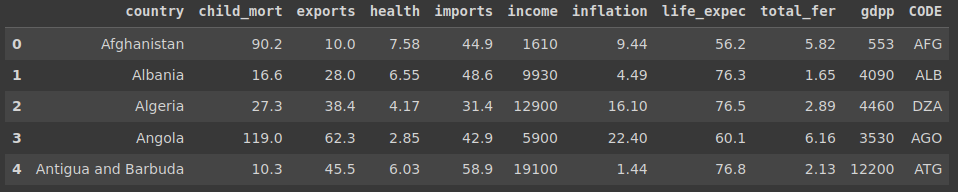 country child_mort exports health imports income inflation life_expec total_fer gdpp CODE
0 Afghanistan 90.2 10.0 7.58 44.9 1610 9.44 56.2 5.82 553 AFG
1 Albania 16.6 28.0 6.55 48.6 9930 4.49 76.3 1.65 4090 ALB
2 Algeria 27.3 38.4 4.17 31.4 12900 16.10 76.5 2.89 4460 DZA
3 Angola 119.0 62.3 2.85 42.9 5900 22.40 60.1 6.16 3530 AGO
4 Antigua and Barbuda 10.3 45.5 6.03 58.9 19100 1.44 76.8 2.13 12200 ATG